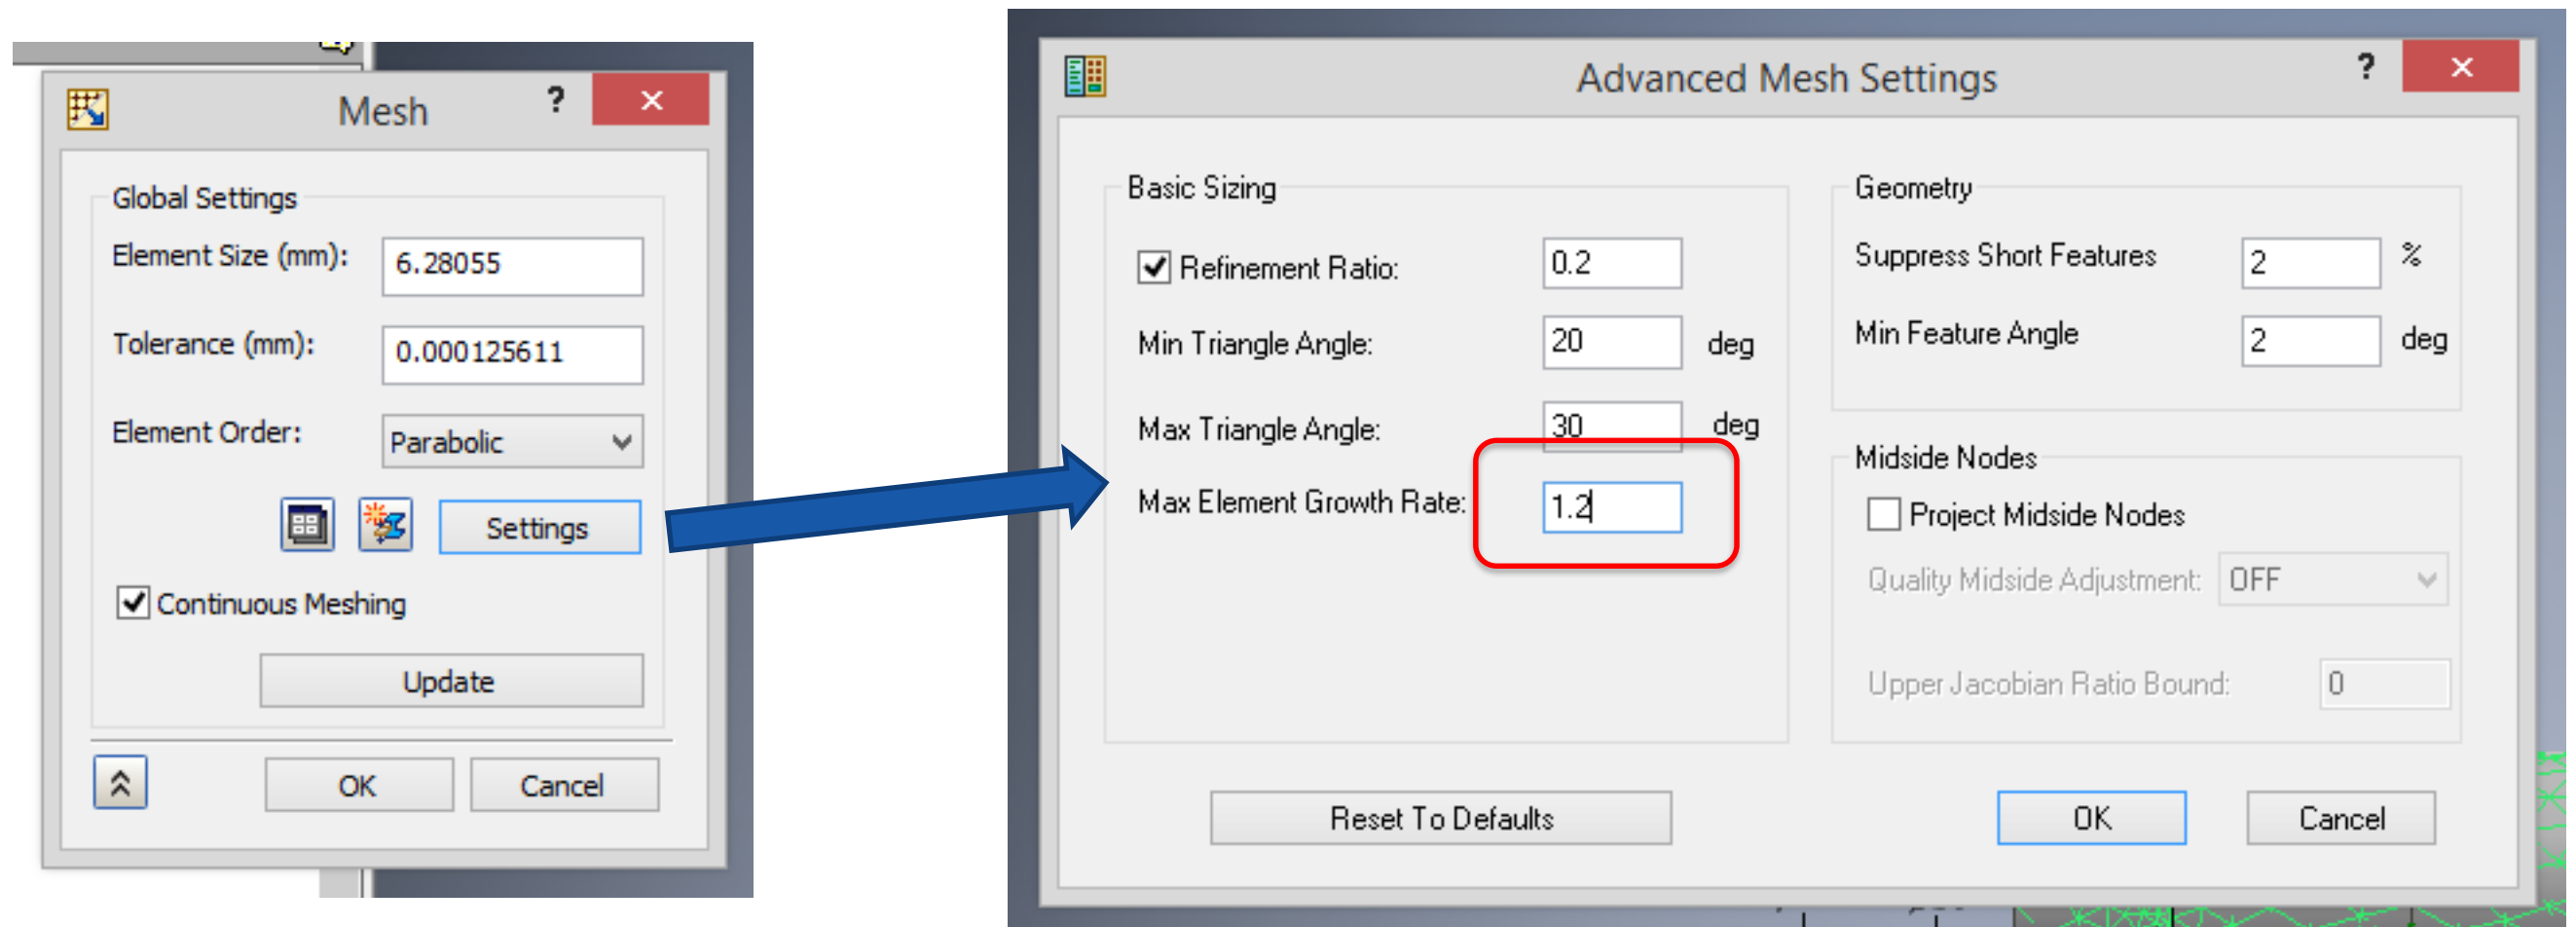 Mesh
?
Global Settings
Element Size (mm): 6.28055
Tolerance (mm): 0.000125611
Element Order: Parabolic
Settings
Continuous Meshing
Update
OK Cancel
Advanced Mesh Settings
?
Basic Sizing
Refinement Ratio: 0.2
Min Triangle Angle: 20 deg
Max Triangle Angle: 30 deg
Max Element Growth Rate: 1.2
Geometry
Suppress Short Features 2 %
Min Feature Angle 2 deg
Midside Nodes
Project Midside Nodes
Quality Midside Adjustment: OFF
Upper Jacobian Ratio Bound: 0
Reset To Defaults
OK Cancel